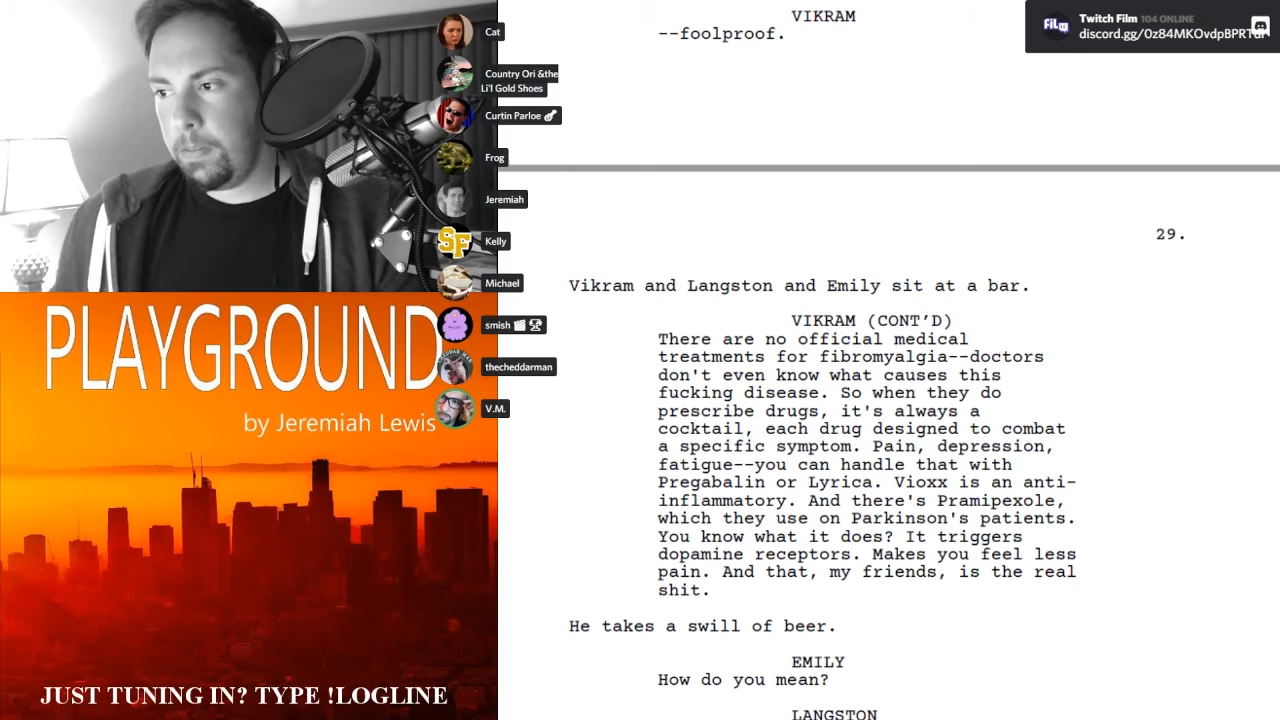 VIKRAM
--foolproof.
Twitch Film 104 ONLINE
FILM
Cat
Country Ori &the
Li'l Gold Shoes
Curtin Parloe
Frog
Jeremiah
SF
Kelly
Michael
smish
thecheddarman
V.M.
PLAYGROUND
by Jeremiah Lewis
JUST TUNING IN? TYPE !LOGLINE
29.
Vikram and Langston and Emily sit at a bar.
VIKRAM (CONT'D)
There are no official medical
treatments for fibromyalgia--doctors
don't even know what causes this
fucking disease. So when they do
prescribe drugs, it's always a
cocktail, each drug designed to combat
a specific symptom. Pain, depression,
fatigue--you can handle that with
Pregabalin or Lyrica. Vioxx is an anti-
inflammatory. And there's Pramipexole,
which they use on Parkinson's patients.
You know what it does? It triggers
dopamine receptors. Makes you feel less
pain. And that, my friends, is the real
shit.
He takes a swill of beer.
EMILY
How do you mean?
LANGSTON